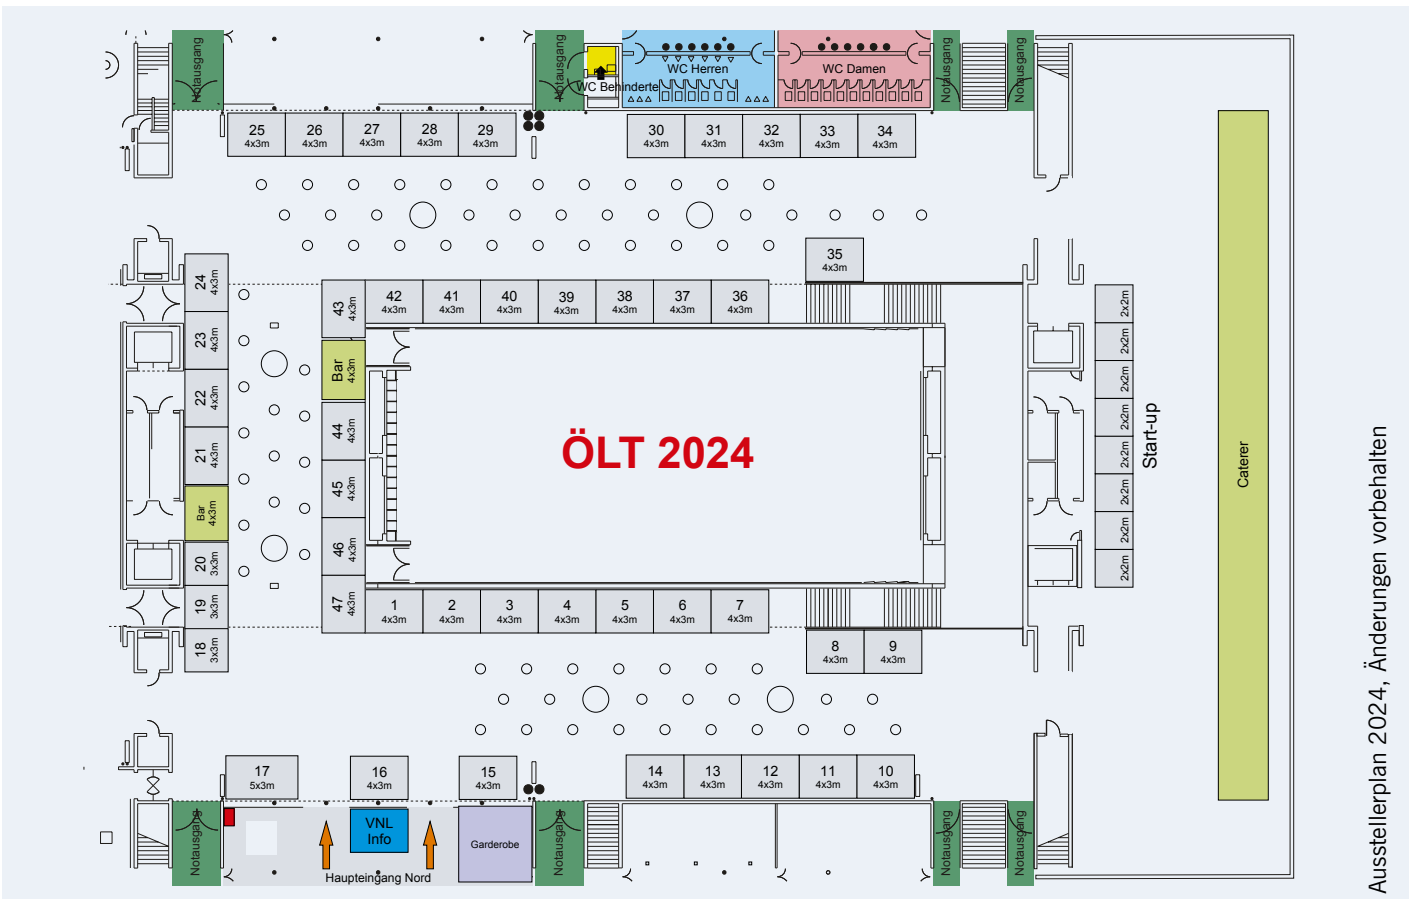 Notausgang
Notausgang
WC Behinderte
WC Herren
WC Damen
Notausgang
Notausgang
25
4x3m
26
4x3m
27
4x3m
28
4x3m
29
4x3m
30
4x3m
31
4x3m
32
4x3m
33
4x3m
34
4x3m
35
4x3m
24
4x3m
23
4x3m
22
4x3m
21
4x3m
Bar
4x3m
20
3x3m
19
3x3m
18
3x3m
43
4x3m
Bar
4x3m
44
4x3m
45
4x3m
46
4x3m
47
4x3m
42
4x3m
41
4x3m
40
4x3m
39
4x3m
38
4x3m
37
4x3m
36
4x3m
ÖLT 2024
1
4x3m
2
4x3m
3
4x3m
4
4x3m
5
4x3m
6
4x3m
7
4x3m
8
4x3m
9
4x3m
2x2m
2x2m
2x2m
2x2m
2x2m
2x2m
2x2m
2x2m
Start-up
Caterer
17
5x3m
16
4x3m
15
4x3m
14
4x3m
13
4x3m
12
4x3m
11
4x3m
10
4x3m
Notausgang
VNL
Info
Haupteingang Nord
Garderobe
Notausgang
Notausgang
Notausgang
Ausstellerplan 2024, Änderungen vorbehalten